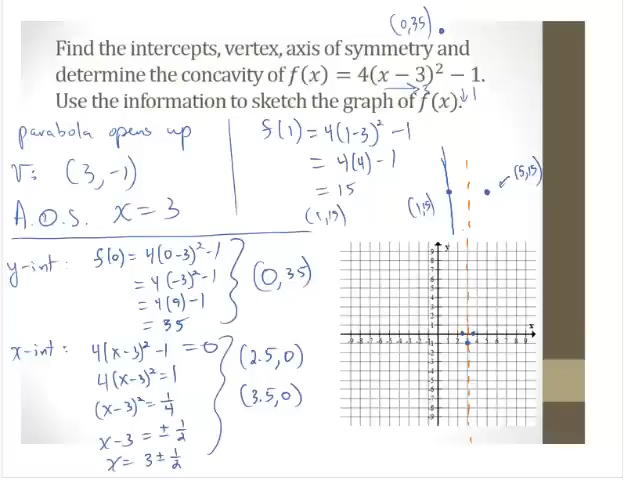 (0,35)
Find the intercepts, vertex, axis of symmetry and
determine the concavity of f(x) = 4(x − 3)² − 1.
→3
Use the information to sketch the graph of f(x). ↓1
parabola opens up
V: (3,-1)
A.O.S. x=3
f(1)=4(1-3)²-1
= 4(4)-1
= 15
(1,15)
(1,15)
(5,15)
y-int: f(0)=4(0-3)²-1
=4(-3)²-1
=4(9)-1
= 35
(0,35)
x-int: 4(x-3)²-1=0
4(x-3)²=1
(x-3)²=1/4
x-3=±1/2
x= 3±1/2
(2.5,0)
(3.5,0)
y
x